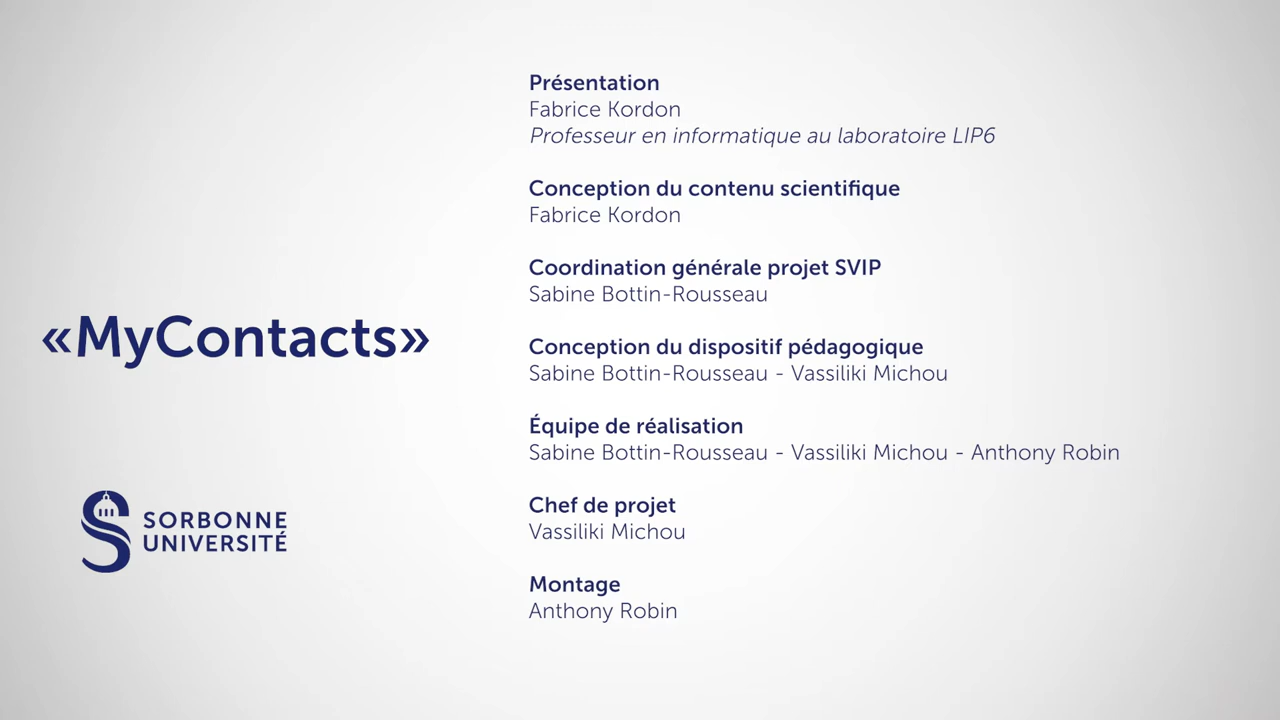 «MyContacts»
SORBONNE
UNIVERSITÉ
Présentation
Fabrice Kordon
Professeur en informatique au laboratoire LIP6
Conception du contenu scientifique
Fabrice Kordon
Coordination générale projet SVIP
Sabine Bottin-Rousseau
Conception du dispositif pédagogique
Sabine Bottin-Rousseau - Vassiliki Michou
Équipe de réalisation
Sabine Bottin-Rousseau - Vassiliki Michou - Anthony Robin
Chef de projet
Vassiliki Michou
Montage
Anthony Robin